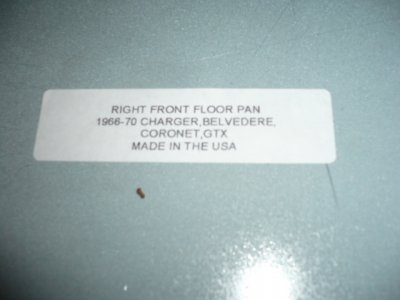 RIGHT FRONT FLOOR PAN
1966-70 CHARGER,BELVEDERE,
CORONET,GTX
MADE IN THE USA